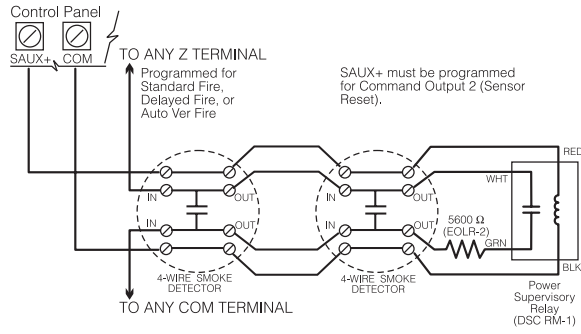 Control Panel
SAUX+ COM
TO ANY Z TERMINAL
Programmed for
Standard Fire,
Delayed Fire, or
Auto Ver Fire
SAUX+ must be programmed
for Command Output 2 (Sensor
Reset).
RED
WHT
IN
OUT
IN
OUT
IN
OUT
IN
OUT
5600 Ω
(EOLR-2)
GRN
BLK
4-WIRE SMOKE
DETECTOR
4-WIRE SMOKE
DETECTOR
Power
Supervisory
Relay
(DSC RM-1)
TO ANY COM TERMINAL